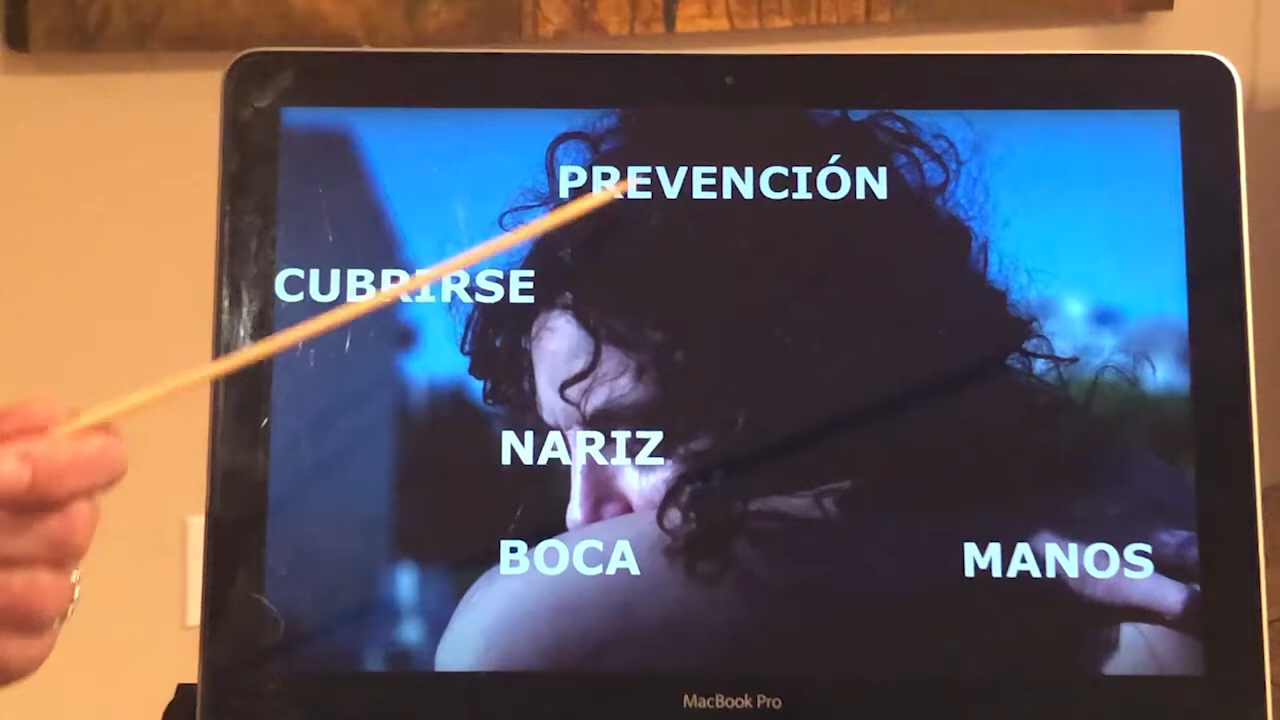 PREVENCIÓN
CUBRIRSE
NARIZ
BOCA
MANOS
MacBook Pro